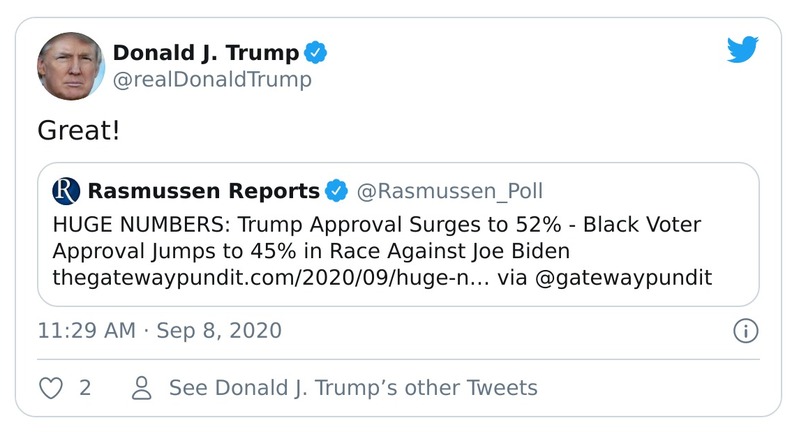 Donald J. Trump
@realDonaldTrump
Great!
R Rasmussen Reports @Rasmussen_Poll
HUGE NUMBERS: Trump Approval Surges to 52% - Black Voter
Approval Jumps to 45% in Race Against Joe Biden
thegatewaypundit.com/2020/09/huge-n… via @gatewaypundit
11:29 AM · Sep 8, 2020
2 See Donald J. Trump’s other Tweets